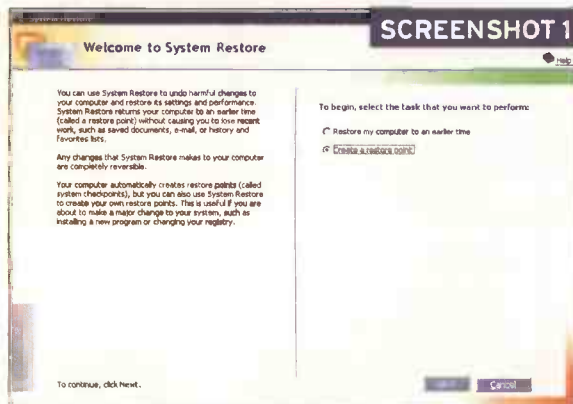 SCREENSHOT 1
Welcome to System Restore
Help
You can use System Restore to undo harmful changes to
your computer and restore its settings and performance.
System Restore returns your computer to an earlier time
(called a restore point) without causing you to lose recent
work, such as saved documents, e-mail, or history and
favorites lists.
Any changes that System Restore makes to your computer
are completely reversible.
Your computer automatically creates restore points (called
system checkpoints), but you can also use System Restore
to create your own restore points. This is useful if you are
about to make a major change to your system, such as
installing a new program or changing your registry.
To begin, select the task that you want to perform:
Restore my computer to an earlier time
Create a restore point
To continue, click Next.
Cancel